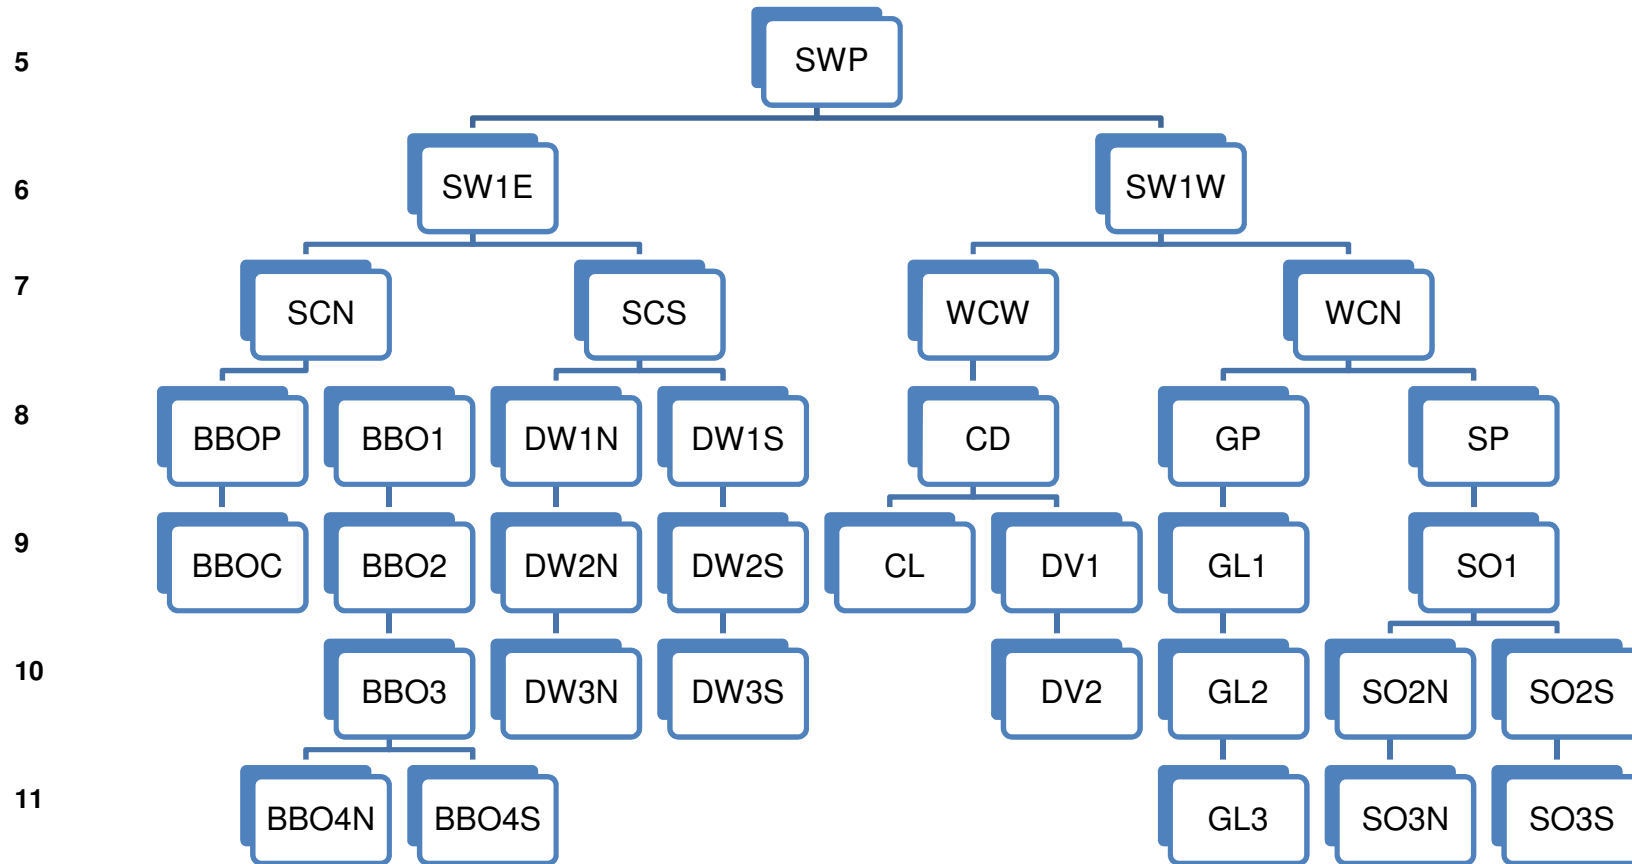 5
SWP
6
SW1E
SW1W
7
SCN
SCS
WCW
WCN
8
BBOP
BBO1
DW1N
DW1S
CD
GP
SP
9
BBOC
BBO2
DW2N
DW2S
CL
DV1
GL1
SO1
10
BBO3
DW3N
DW3S
DV2
GL2
SO2N
SO2S
11
BBO4N
BBO4S
GL3
SO3N
SO3S